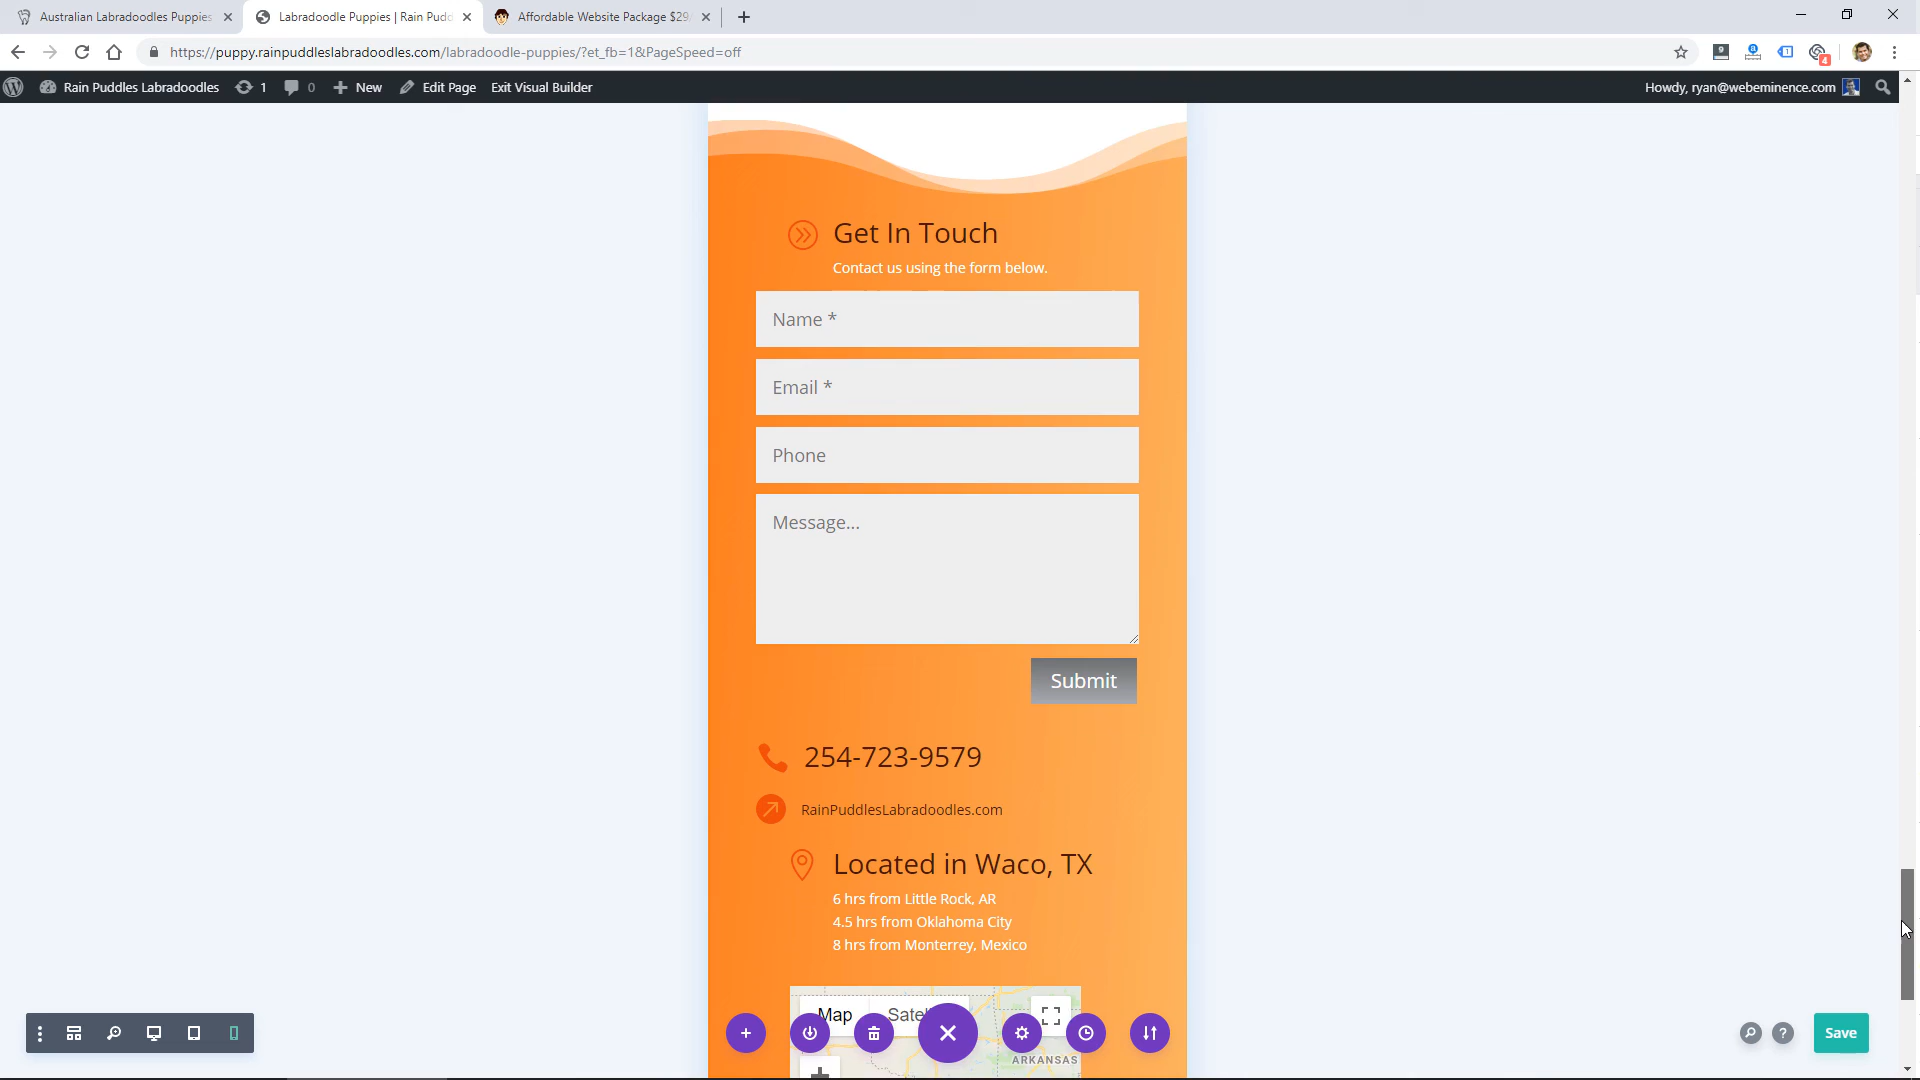 Australian Labradoodles Puppies
Labradoodle Puppies | Rain Pudd
Affordable Website Package $29
https://puppy.rainpuddleslabradoodles.com/labradoodle-puppies/?et_fb=1&PageSpeed=off
9
4
Rain Puddles Labradoodles
1
0
New
Edit Page
Exit Visual Builder
Howdy, ryan@webeminence.com
Get In Touch
Contact us using the form below.
Name *
Email *
Phone
Message...
Submit
254-723-9579
RainPuddlesLabradoodles.com
Located in Waco, TX
6 hrs from Little Rock, AR
4.5 hrs from Oklahoma City
8 hrs from Monterrey, Mexico
Map
Satel
ARKANSAS
?
Save